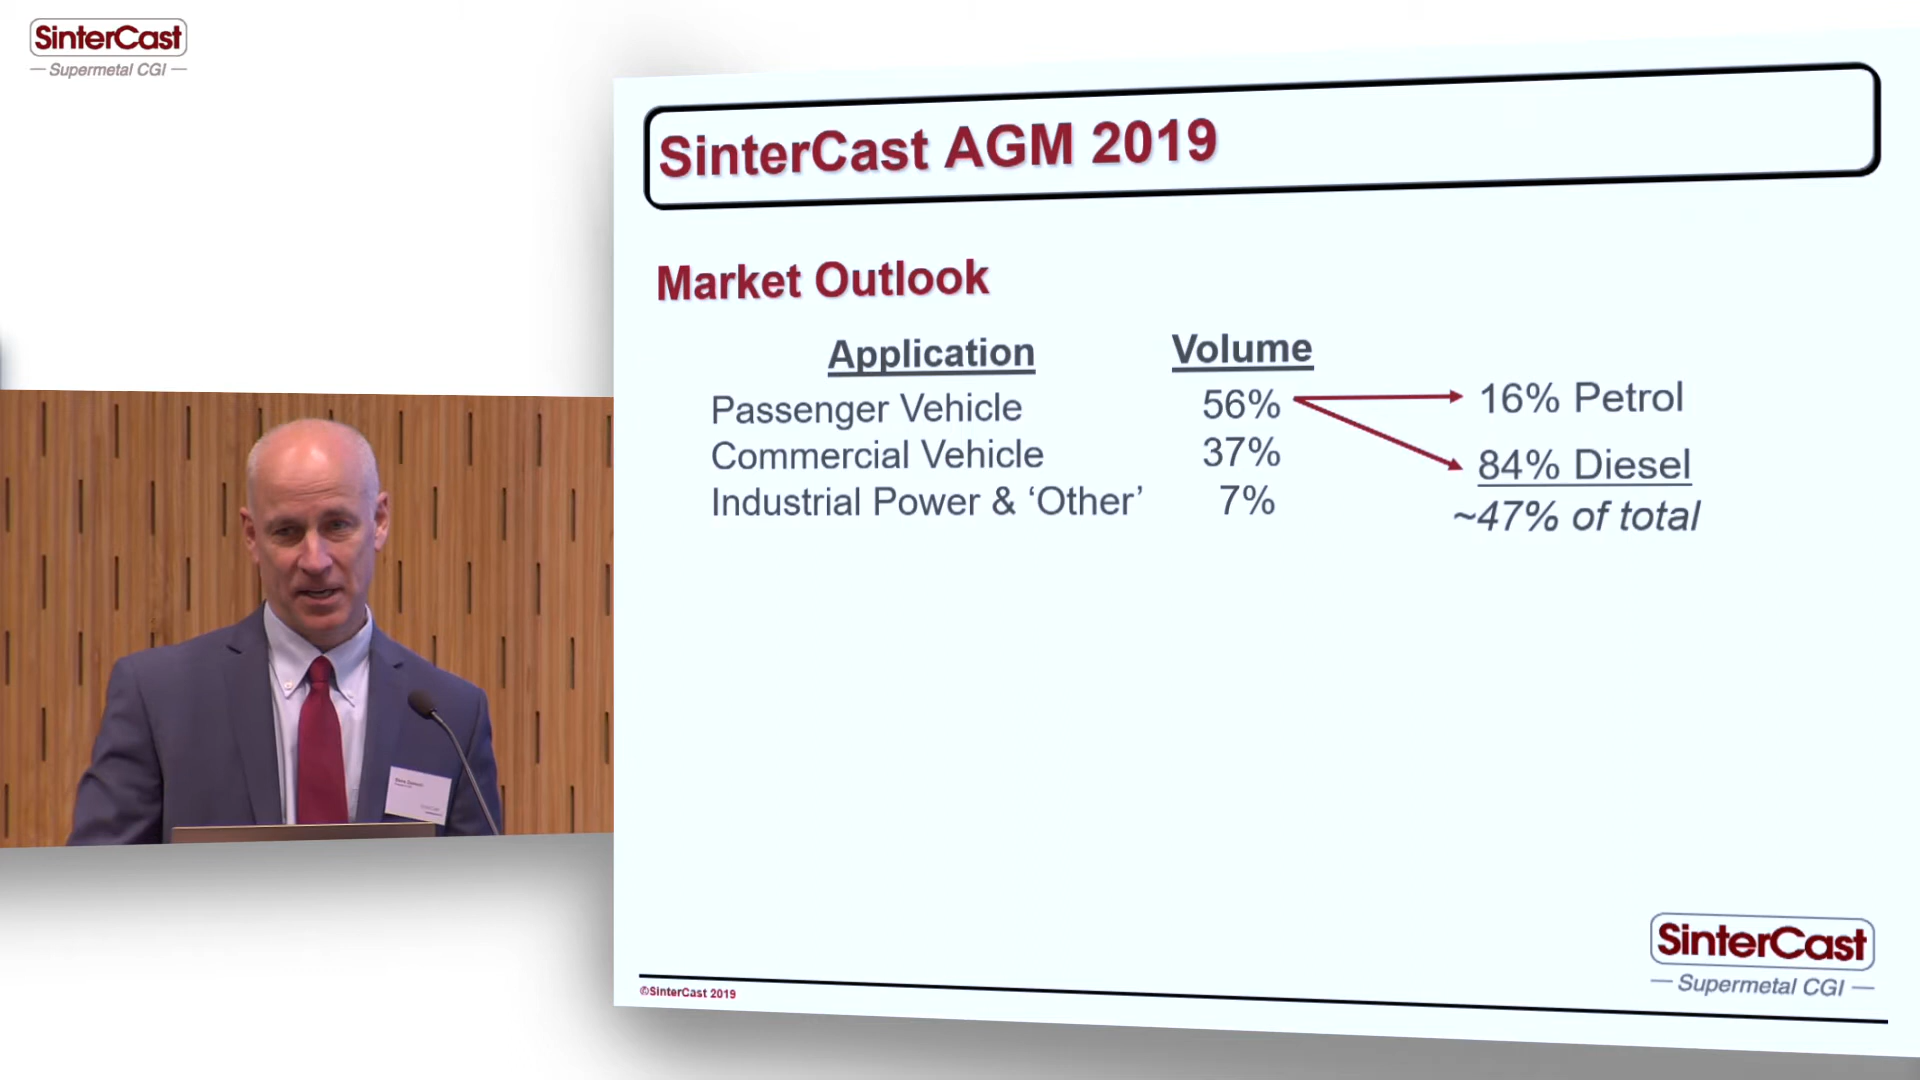 SinterCast
Supermetal CGI
SinterCast AGM 2019
Market Outlook
Application Volume
Passenger Vehicle 56% 16% Petrol
Commercial Vehicle 37% 84% Diesel
Industrial Power & ‘Other’ 7% ~47% of total
SinterCast
Supermetal CGI
©SinterCast 2019